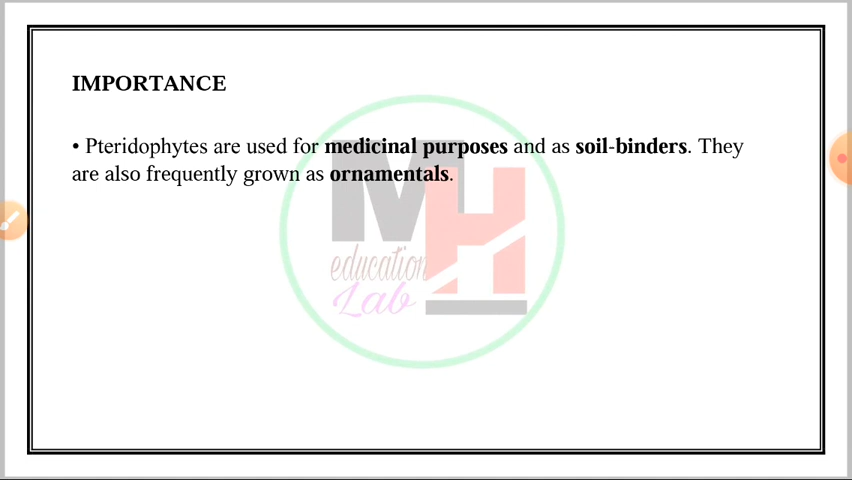 IMPORTANCE
• Pteridophytes are used for medicinal purposes and as soil-binders. They
are also frequently grown as ornamentals.
MH
education
Lab